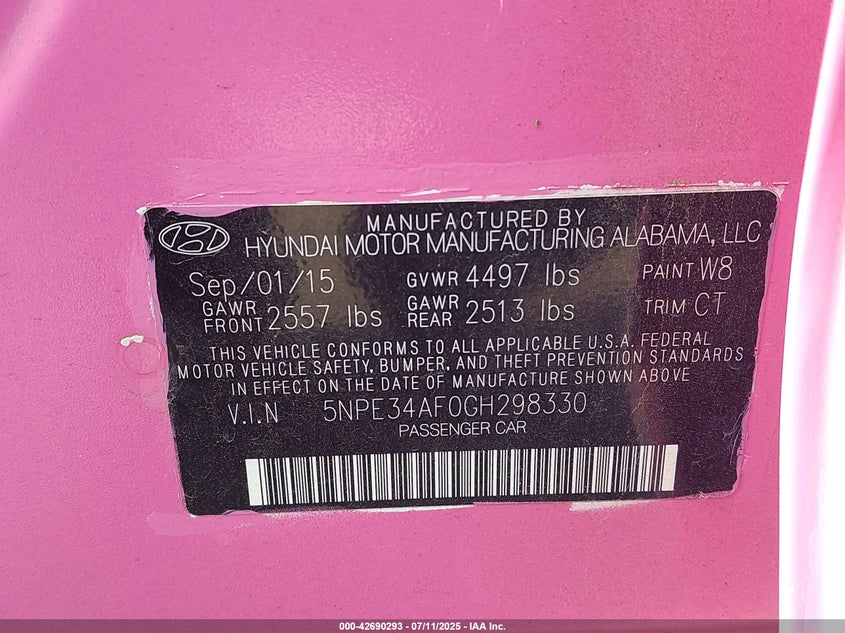 MANUFACTURED BY
HYUNDAI MOTOR MANUFACTURING ALABAMA, LLC
Sep/01/15 GVWR 4497 lbs PAINT W8
GAWR FRONT 2557 lbs GAWR REAR 2513 lbs TRIM CT
THIS VEHICLE CONFORMS TO ALL APPLICABLE U.S.A. FEDERAL
MOTOR VEHICLE SAFETY, BUMPER, AND THEFT PREVENTION STANDARDS
IN EFFECT ON THE DATE OF MANUFACTURE SHOWN ABOVE
V.I.N 5NPE34AF0GH298330
PASSENGER CAR
000-42690293 - 07/11/2025 - IAA Inc.